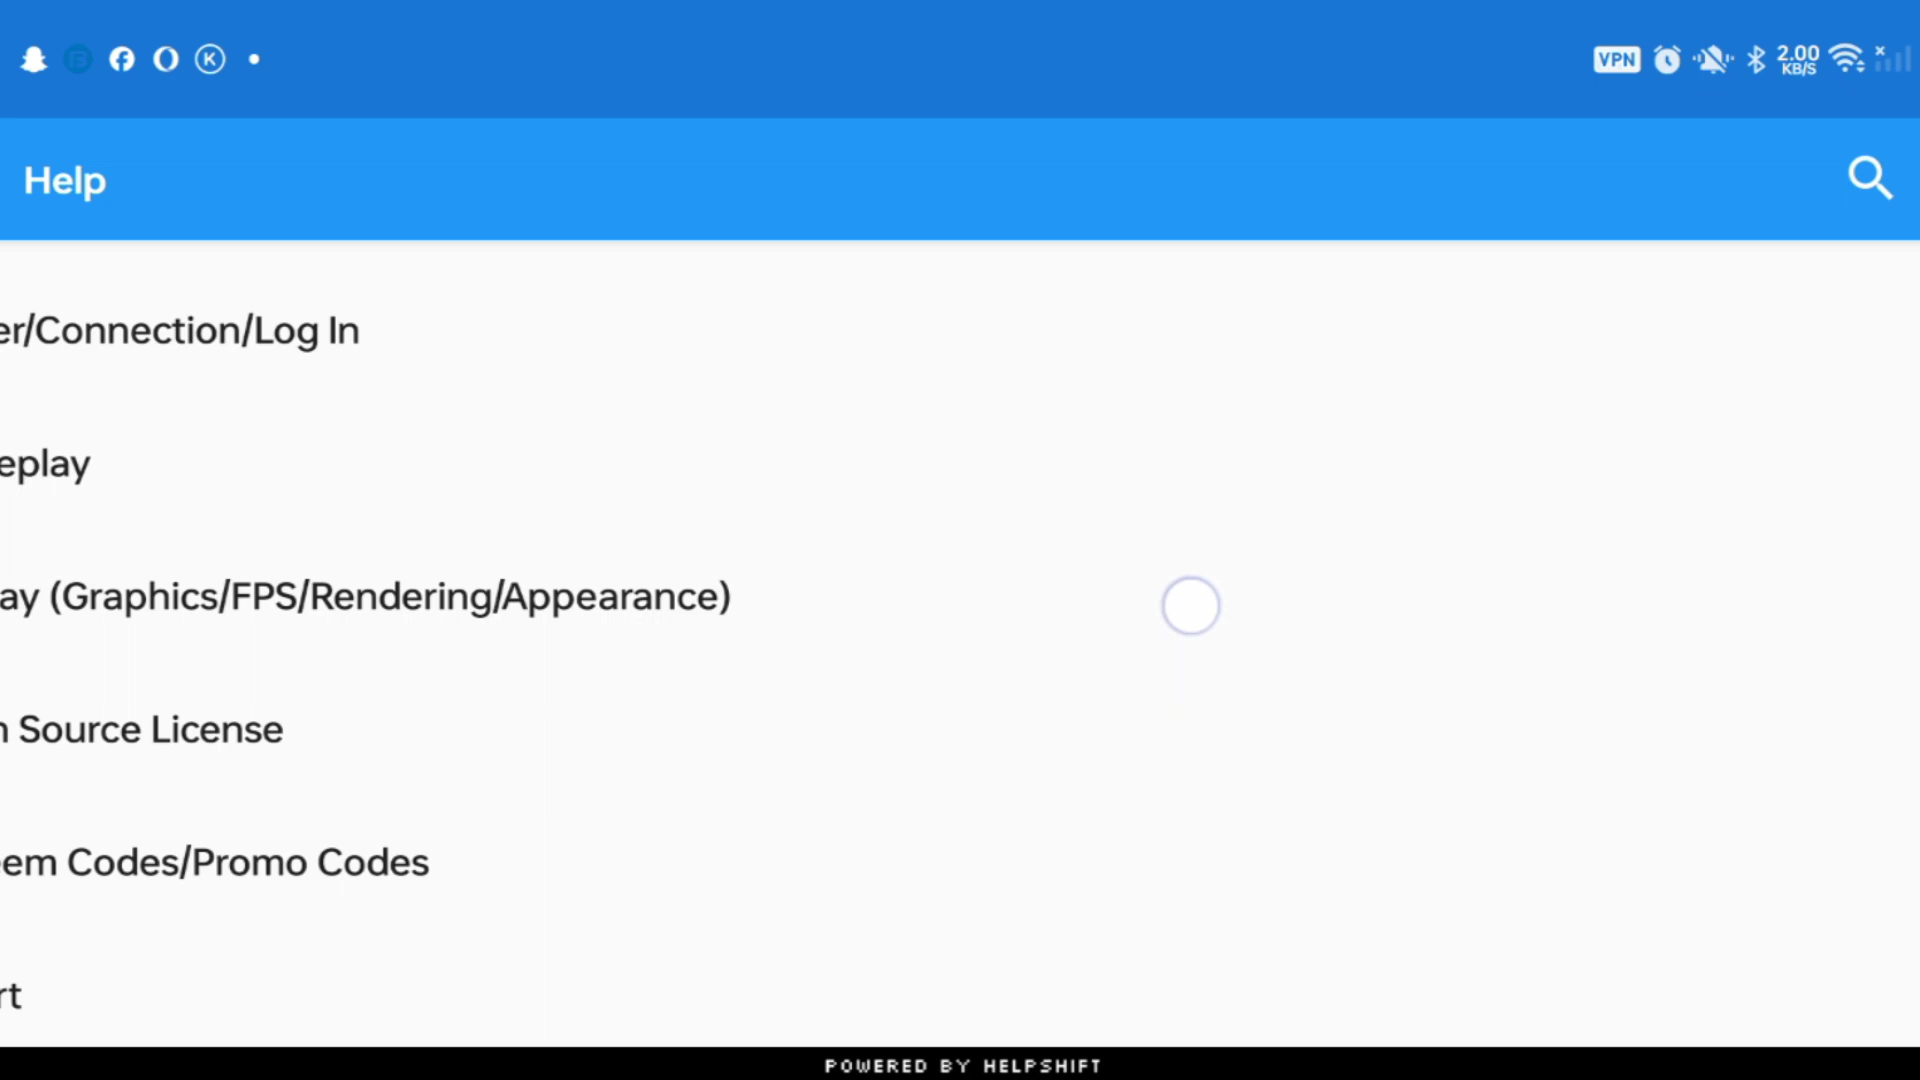 VPN 2.00 KB/S
Help
er/Connection/Log In
eplay
ay (Graphics/FPS/Rendering/Appearance)
n Source License
eem Codes/Promo Codes
rt
POWERED BY HELPSHIFT